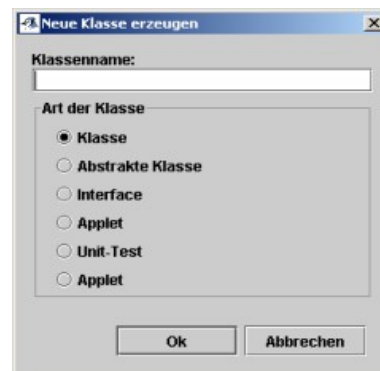 Neue Klasse erzeugen
Klassenname:
Art der Klasse
Klasse
Abstrakte Klasse
Interface
Applet
Unit-Test
Applet
Ok
Abbrechen